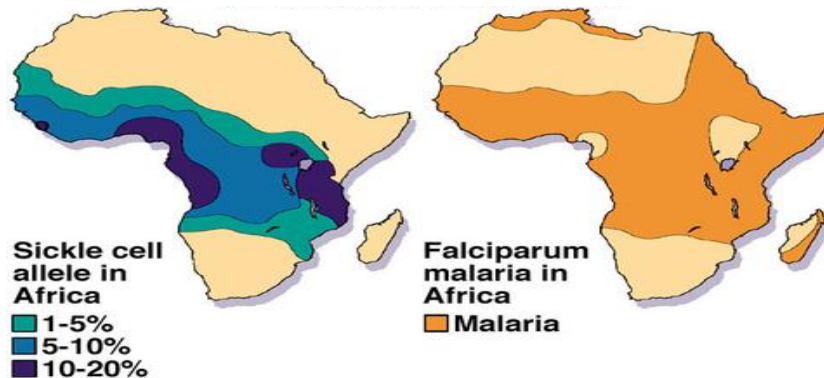 Sickle cell
allele in
Africa
1-5%
5-10%
10-20%
Falciparum
malaria in
Africa
Malaria